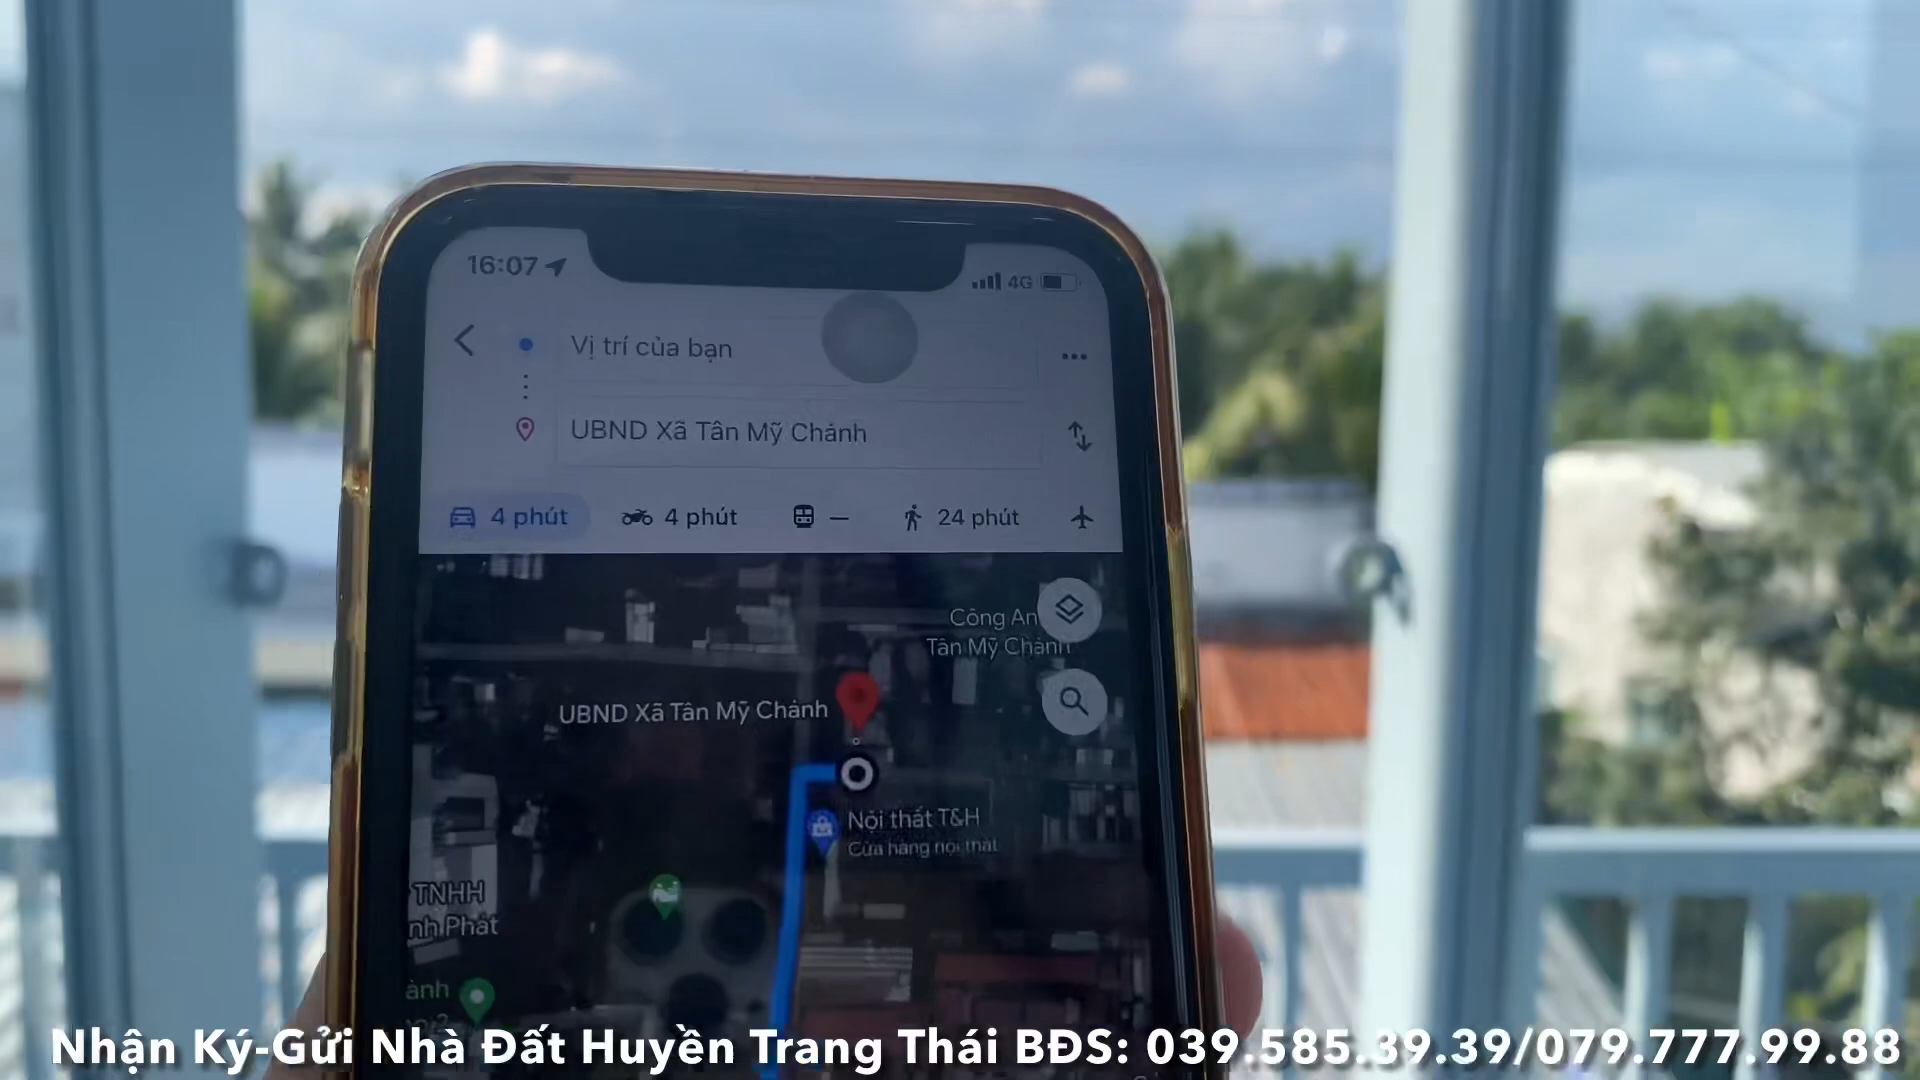 16:07
4G
Vị trí của bạn
UBND Xã Tân Mỹ Chánh
4 phút
4 phút
—
24 phút
Công An
Tân Mỹ Chánh
UBND Xã Tân Mỹ Chánh
Nội thất T&H
Cửa hàng nội thất
TNHH
nh Phát
ành
Nhận Ký-Gửi Nhà Đất Huyền Trang Thái BĐS: 039.585.39.39/079.777.99.88